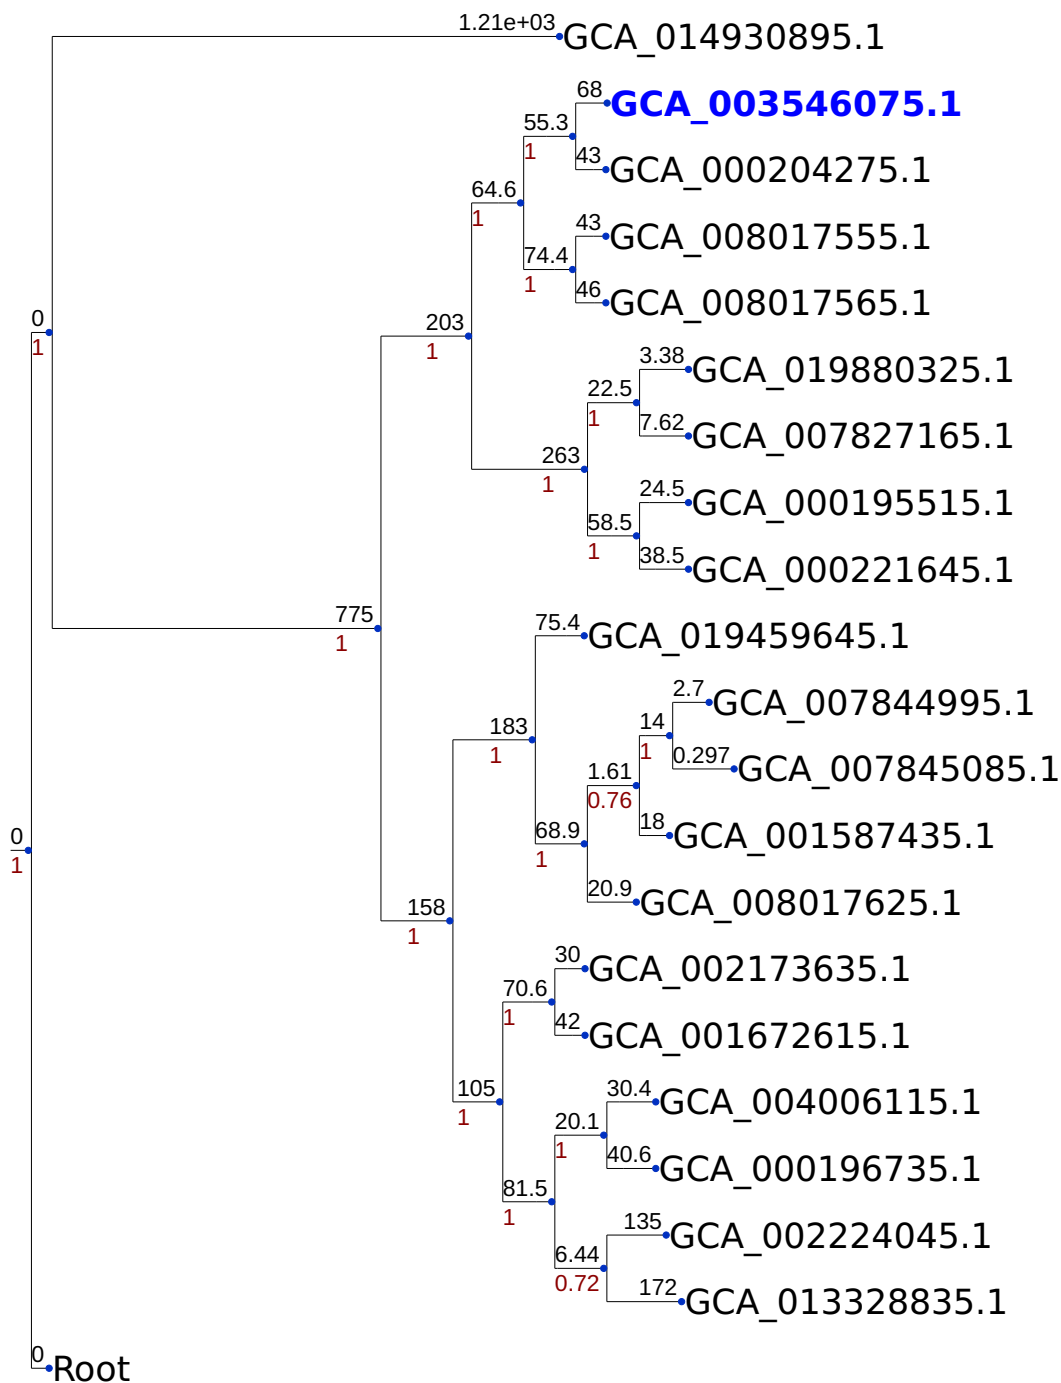 1.21e+03
GCA_014930895.1
68
GCA_003546075.1
55.3
1
43
GCA_000204275.1
64.6
1
43
GCA_008017555.1
74.4
1
46
GCA_008017565.1
0
1
203
1
3.38
GCA_019880325.1
22.5
1
7.62
GCA_007827165.1
263
1
24.5
GCA_000195515.1
58.5
1
38.5
GCA_000221645.1
775
1
75.4
GCA_019459645.1
2.7
GCA_007844995.1
183
1
14
1
0.297
GCA_007845085.1
1.61
0.76
68.9
1
18
GCA_001587435.1
0
1
20.9
GCA_008017625.1
158
1
30
GCA_002173635.1
70.6
1
42
GCA_001672615.1
105
1
30.4
GCA_004006115.1
20.1
1
40.6
GCA_000196735.1
81.5
1
135
GCA_002224045.1
6.44
0.72
172
GCA_013328835.1
0
Root